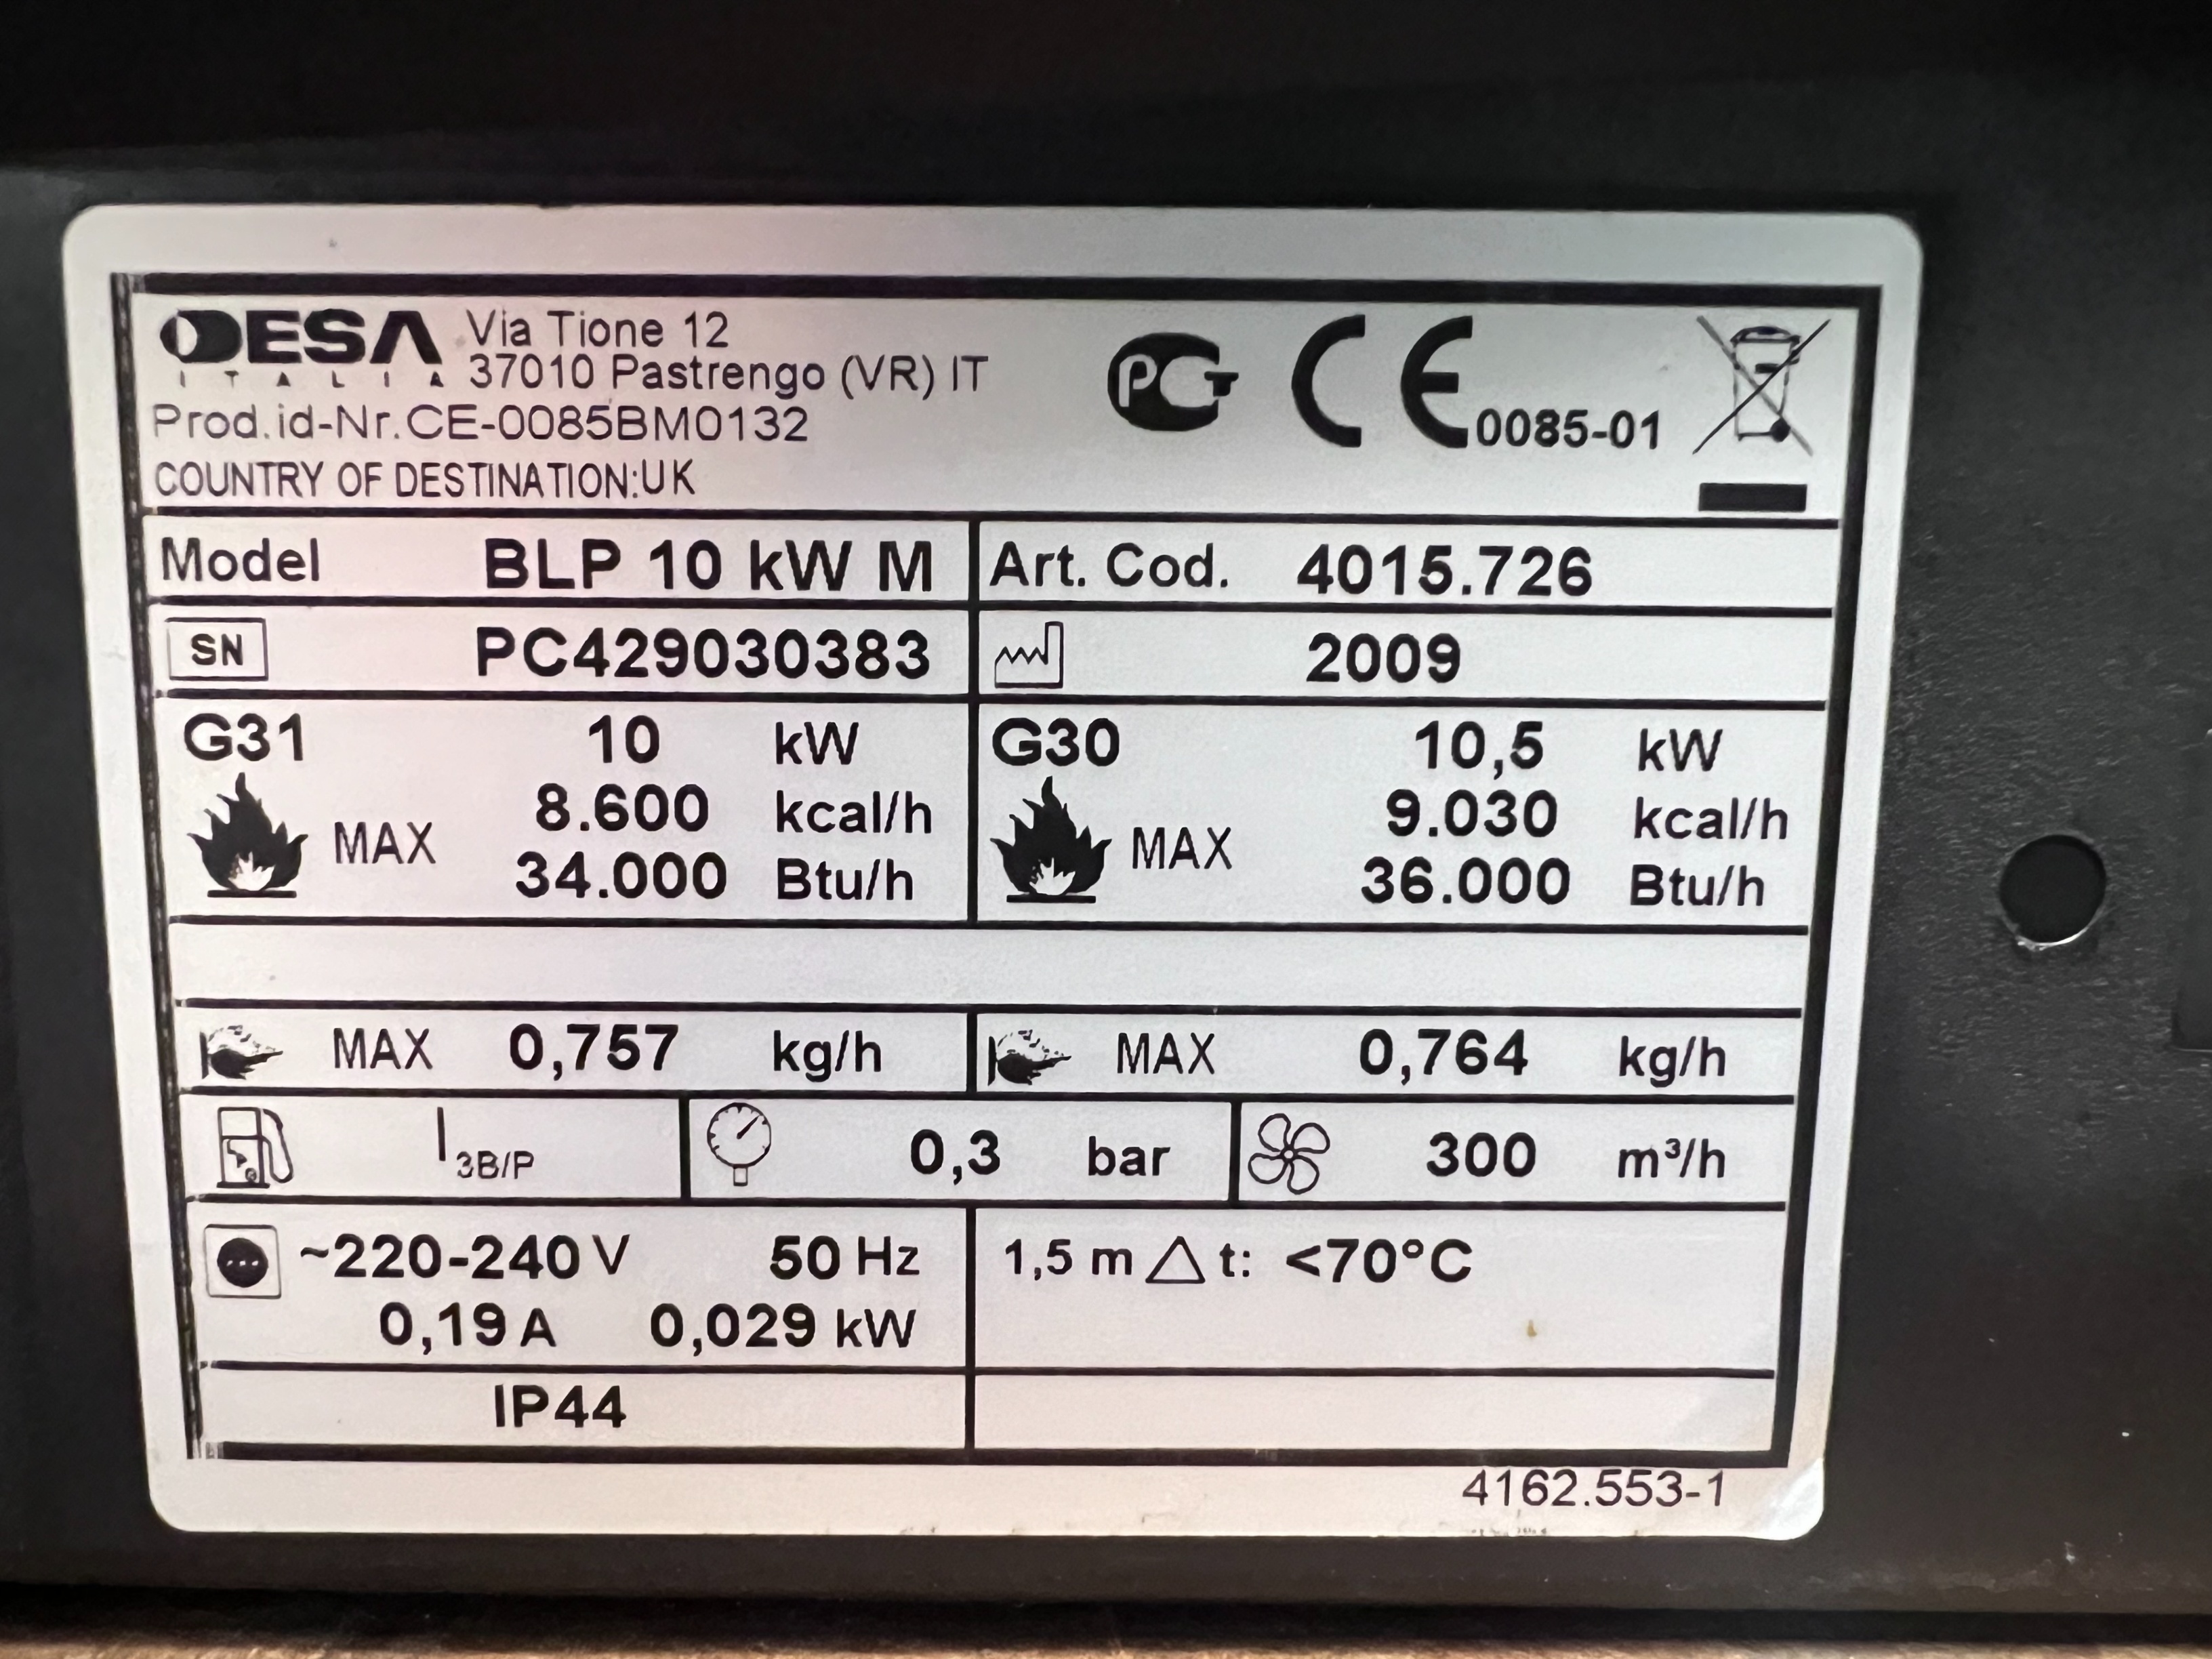 DESA Via Tione 12
ITALIA 37010 Pastrengo (VR) IT
Prod.id-Nr.CE-0085BM0132
COUNTRY OF DESTINATION:UK
PCT CE 0085-01
Model BLP 10 kW M Art. Cod. 4015.726
SN PC429030383 2009
G31 10 kW G30 10,5 kW
8.600 kcal/h 9.030 kcal/h
MAX MAX
34.000 Btu/h 36.000 Btu/h
MAX 0,757 kg/h MAX 0,764 kg/h
I3B/P 0,3 bar 300 m³/h
~220-240 V 50 Hz 1,5 m △ t: <70°C
0,19 A 0,029 kW
IP44
4162.553-1